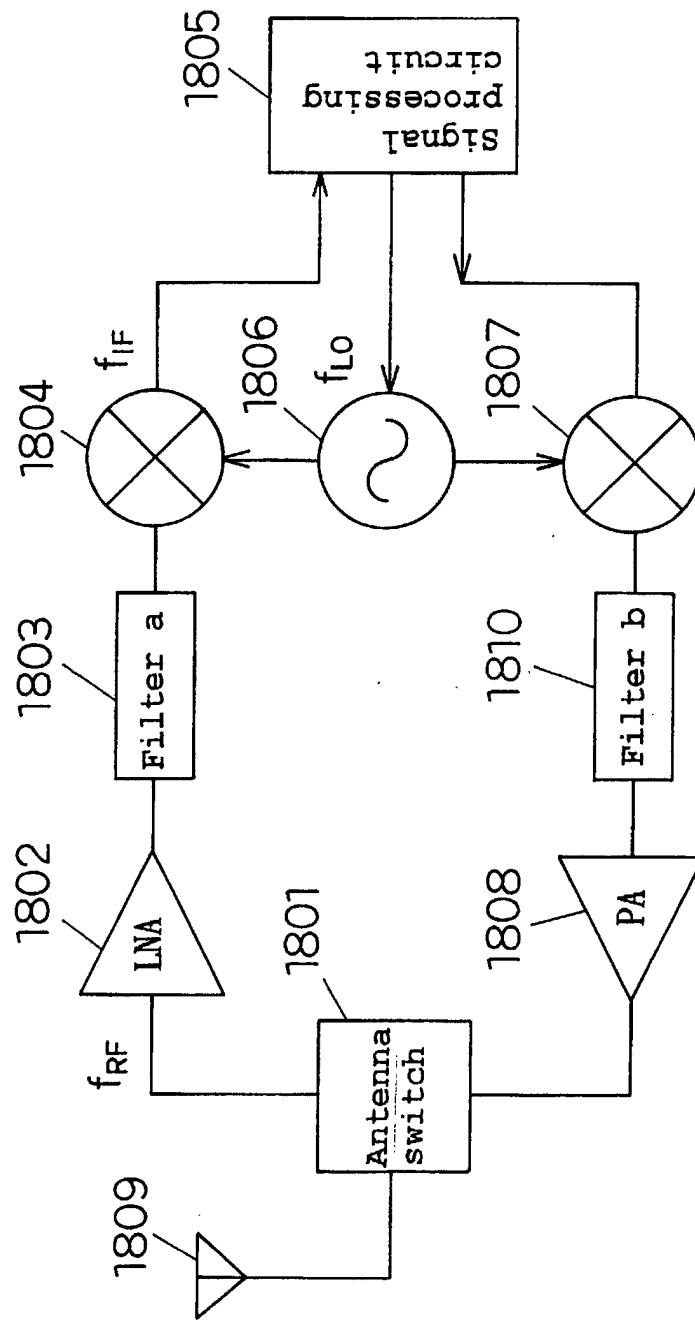 1809
f_RF
1802
LNA
1803
Filter a
1804
f_IF
1805
Signal
processing
circuit
1801
Antenna
switch
1806
f_LO
1808
PA
1810
Filter b
1807